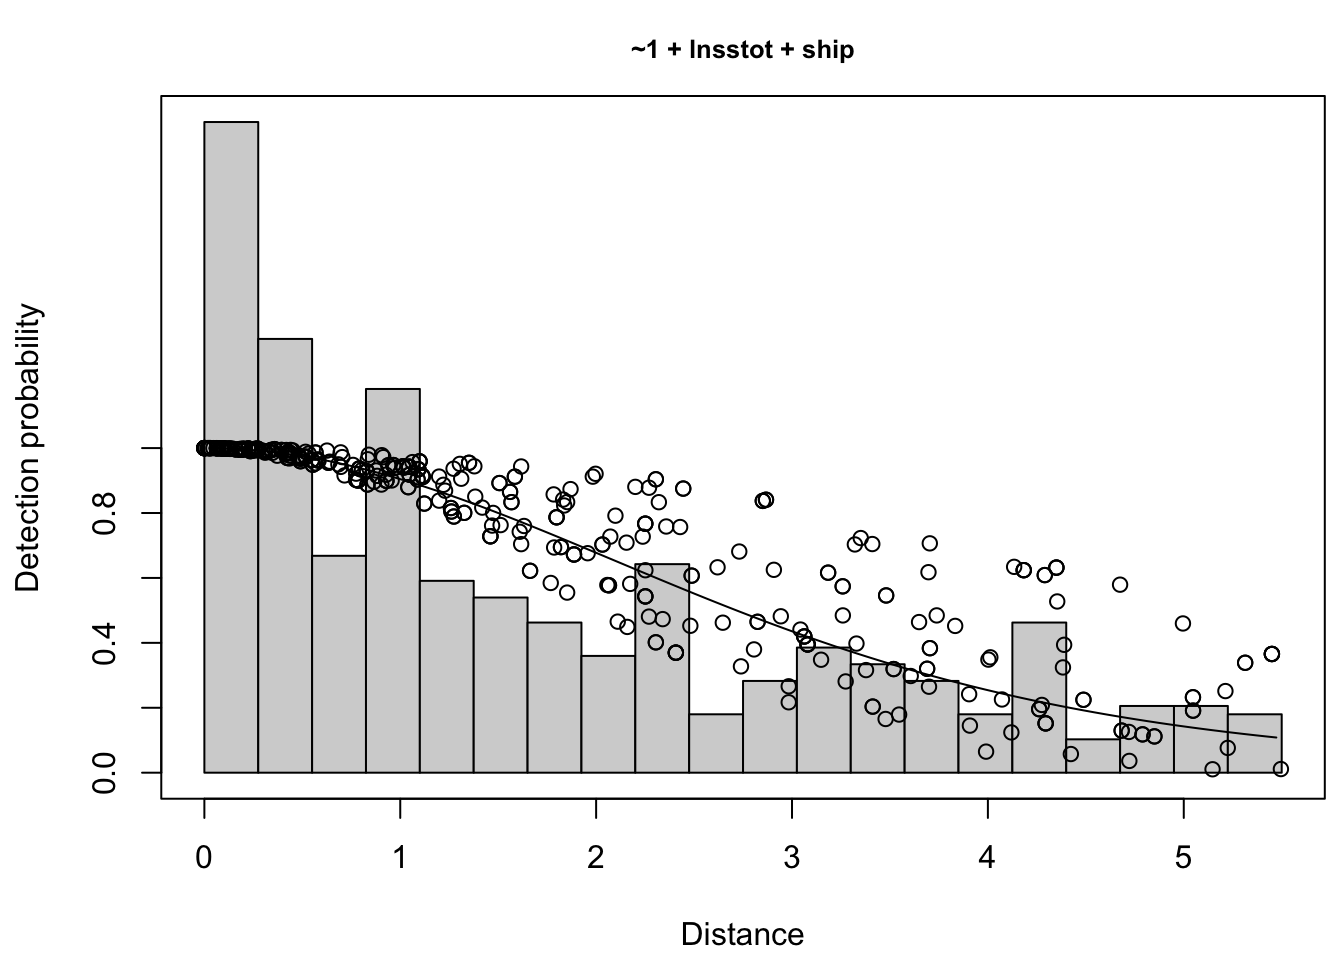 ~1 + lnsstot + ship
Detection probability
0.8
0.4
0.0
0 1 2 3 4 5
Distance